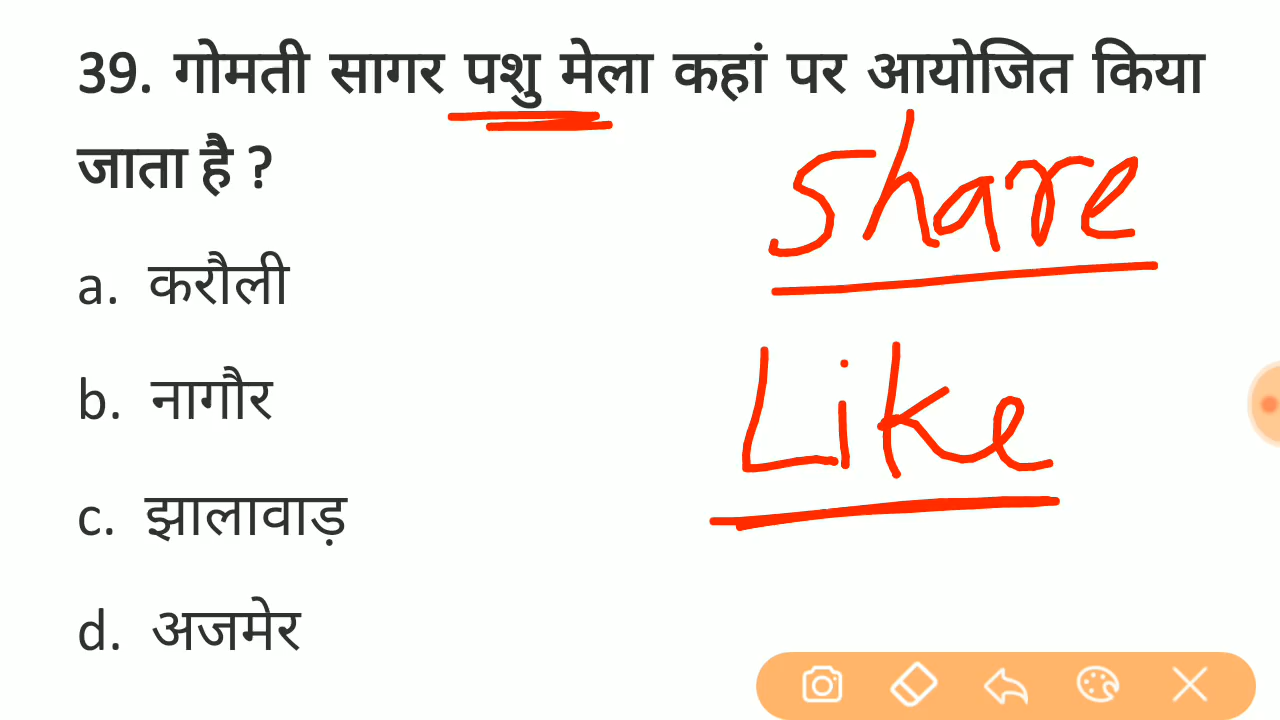 39. गोमती सागर पशु मेला कहां पर आयोजित किया
जाता है ?
share
a. करौली
b. नागौर
Like
c. झालावाड़
d. अजमेर